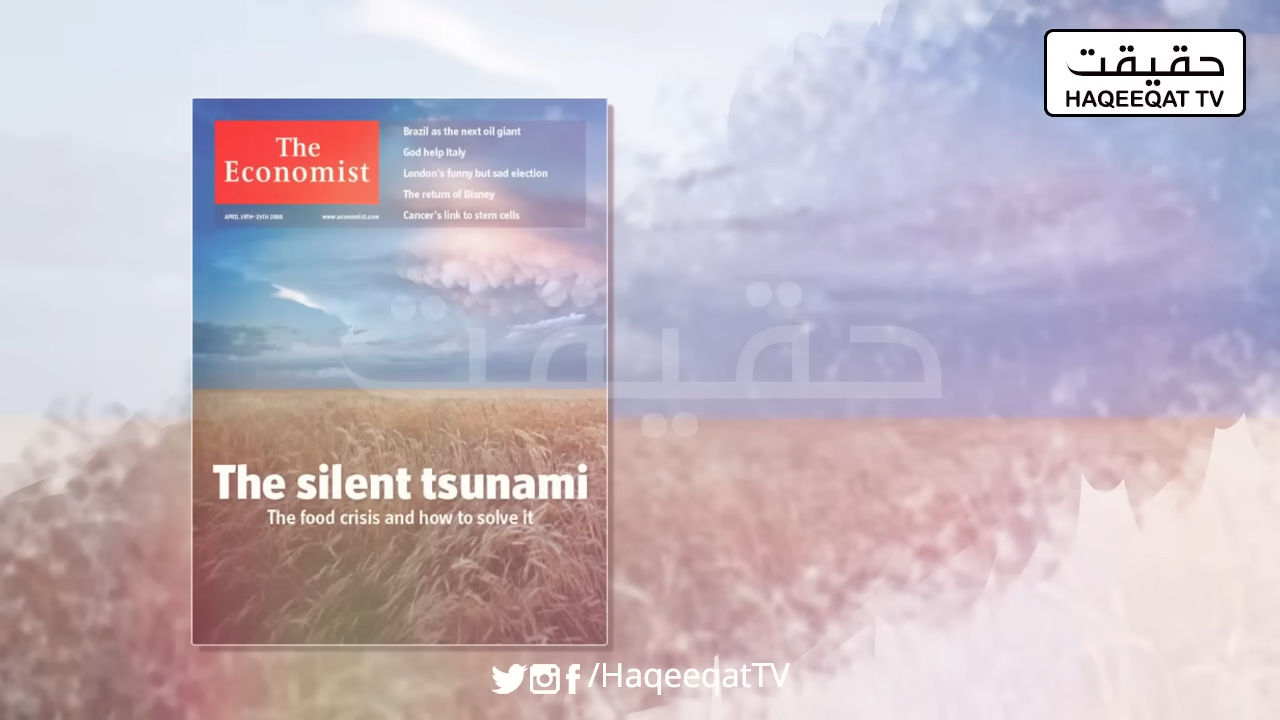 حقيقت
HAQEEQAT TV
The
Economist
APRIL 19TH-25TH 2008
www.economist.com
Brazil as the next oil giant
God help Italy
London's funny but sad election
The return of Disney
Cancer's link to stem cells
حقيقت
The silent tsunami
The food crisis and how to solve it
/HaqeeqatTV